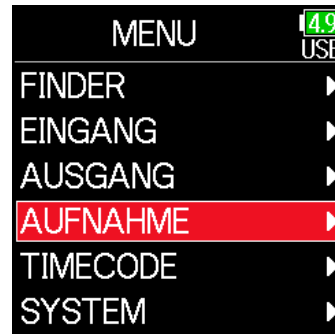 MENU
4.9
USB
FINDER
EINGANG
AUSGANG
AUFNAHME
TIMECODE
SYSTEM